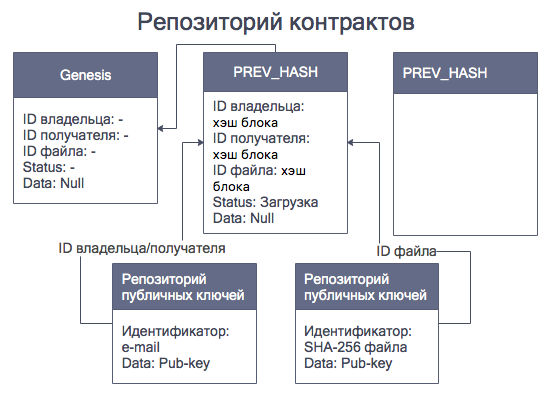 Репозиторий контрактов
Genesis
ID владельца: -
ID получателя: -
ID файла: -
Status: -
Data: Null
PREV_HASH
ID владельца:
хэш блока
ID получателя:
хэш блока
ID файла: хэш
блока
Status: Загрузка
Data: Null
PREV_HASH
ID владельца/получателя
ID файла
Репозиторий
публичных ключей
Идентификатор:
e-mail
Data: Pub-key
Репозиторий
публичных ключей
Идентификатор:
SHA-256 файла
Data: Pub-key